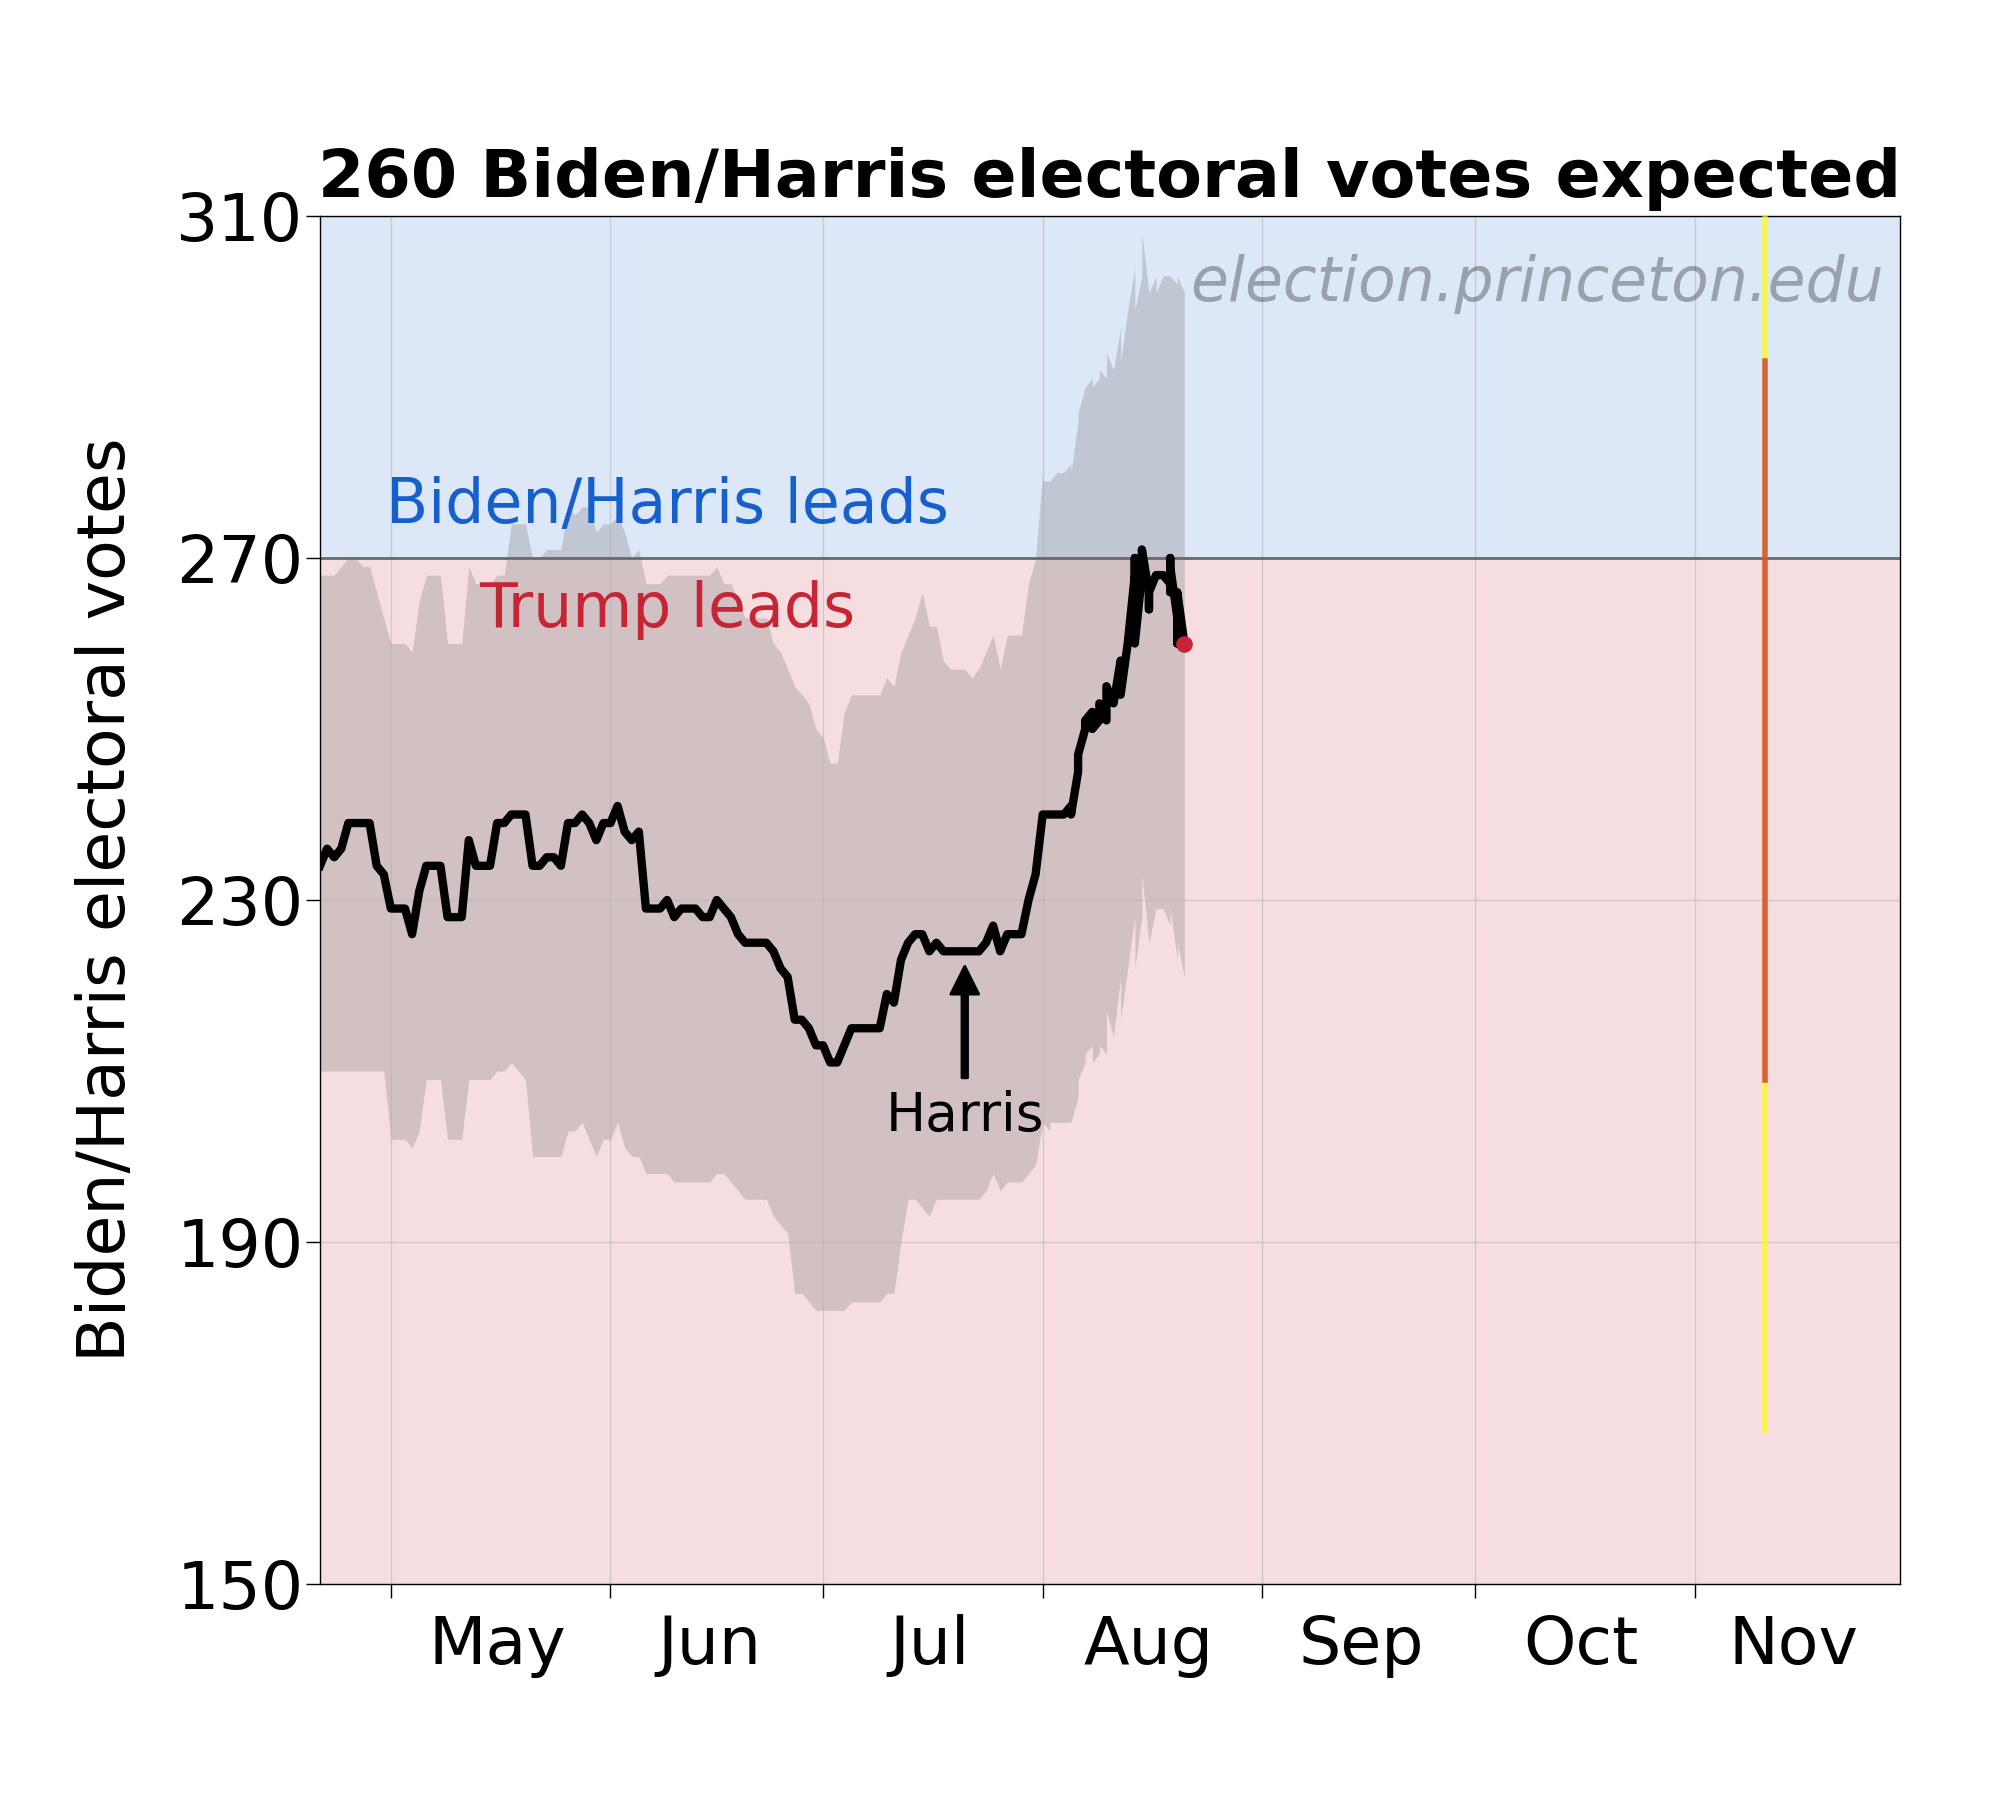 260 Biden/Harris electoral votes expected
310
election.princeton.edu
Biden/Harris leads
270
Trump leads
Biden/Harris electoral votes
230
Harris
190
150
May Jun Jul Aug Sep Oct Nov